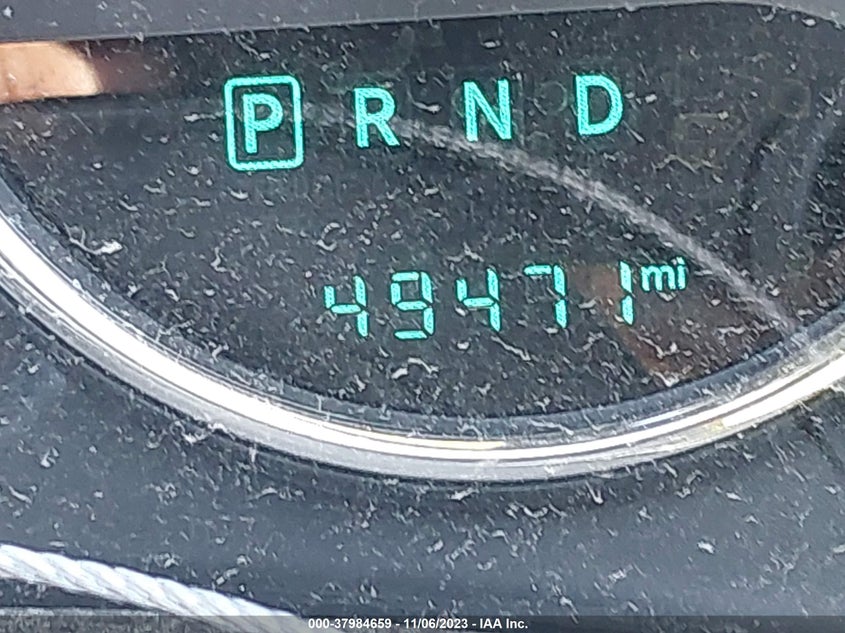 P R N D
49471 mi
000-37984659 - 11/06/2023 - IAA Inc.